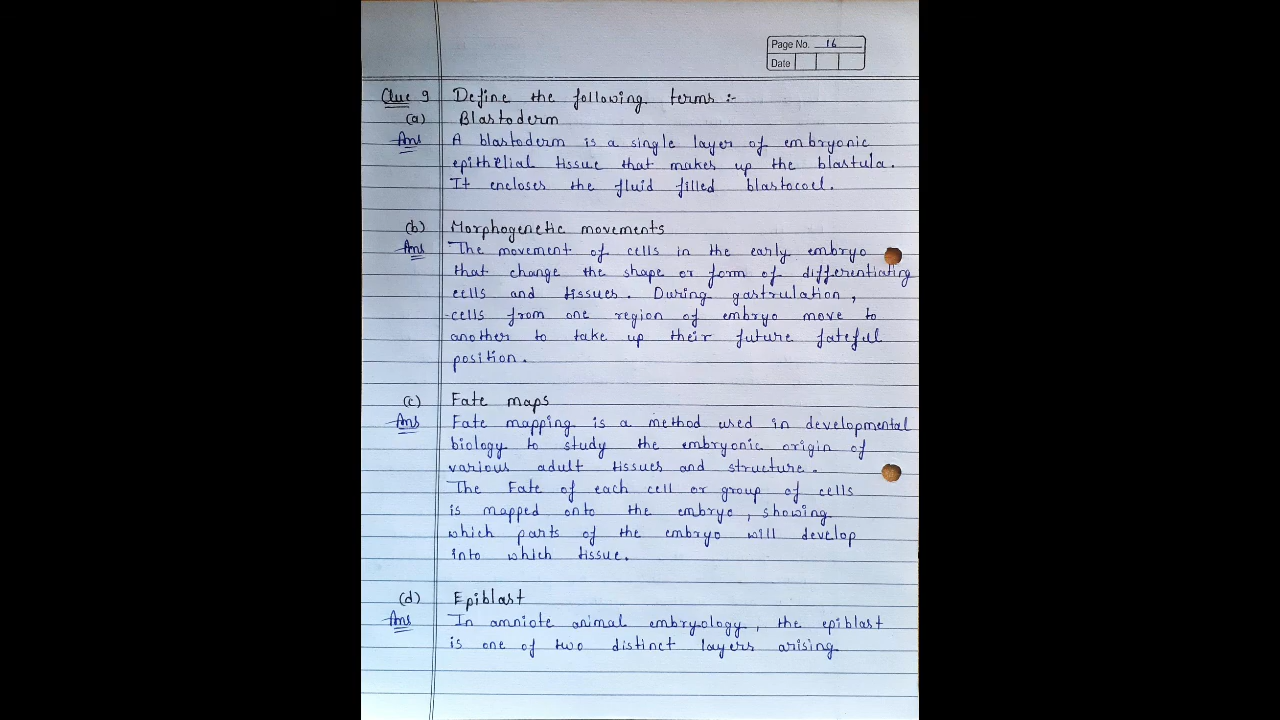 Page No. 16
Date
Que 9 Define the following terms :-
(a) Blastoderm
Ans A blastoderm is a single layer of embryonic
epithelial tissue that makes up the blastula.
It encloses the fluid filled blastocoel.
(b) Morphogenetic movements
Ans The movement of cells in the early embryo
that change the shape or form of differentiating
cells and tissues. During gastrulation,
cells from one region of embryo move to
another to take up their future fateful
position.
(c) Fate maps
Ans Fate mapping is a method used in developmental
biology to study the embryonic origin of
various adult tissues and structure.
The Fate of each cell or group of cells
is mapped onto the embryo, showing
which parts of the embryo will develop
into which tissue.
(d) Epiblast
Ans In amniote animal embryology, the epiblast
is one of two distinct layers arising